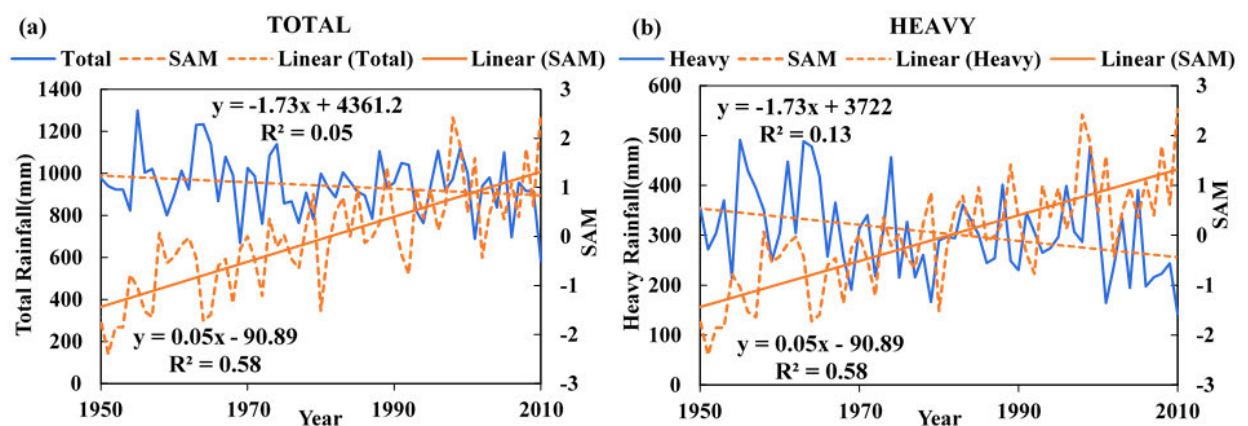 (a) TOTAL
Total SAM Linear (Total) Linear (SAM)
1400
1200
1000
800
600
400
200
0
Total Rainfall(mm)
y = -1.73x + 4361.2
R² = 0.05
y = 0.05x - 90.89
R² = 0.58
3
2
1
0
-1
-2
-3
SAM
1950 1970 1990 2010
Year
(b) HEAVY
Heavy SAM Linear (Heavy) Linear (SAM)
600
500
400
300
200
100
0
Heavy Rainfall(mm)
y = -1.73x + 3722
R² = 0.13
y = 0.05x - 90.89
R² = 0.58
3
2
1
0
-1
-2
-3
SAM
1950 1970 1990 2010
Year